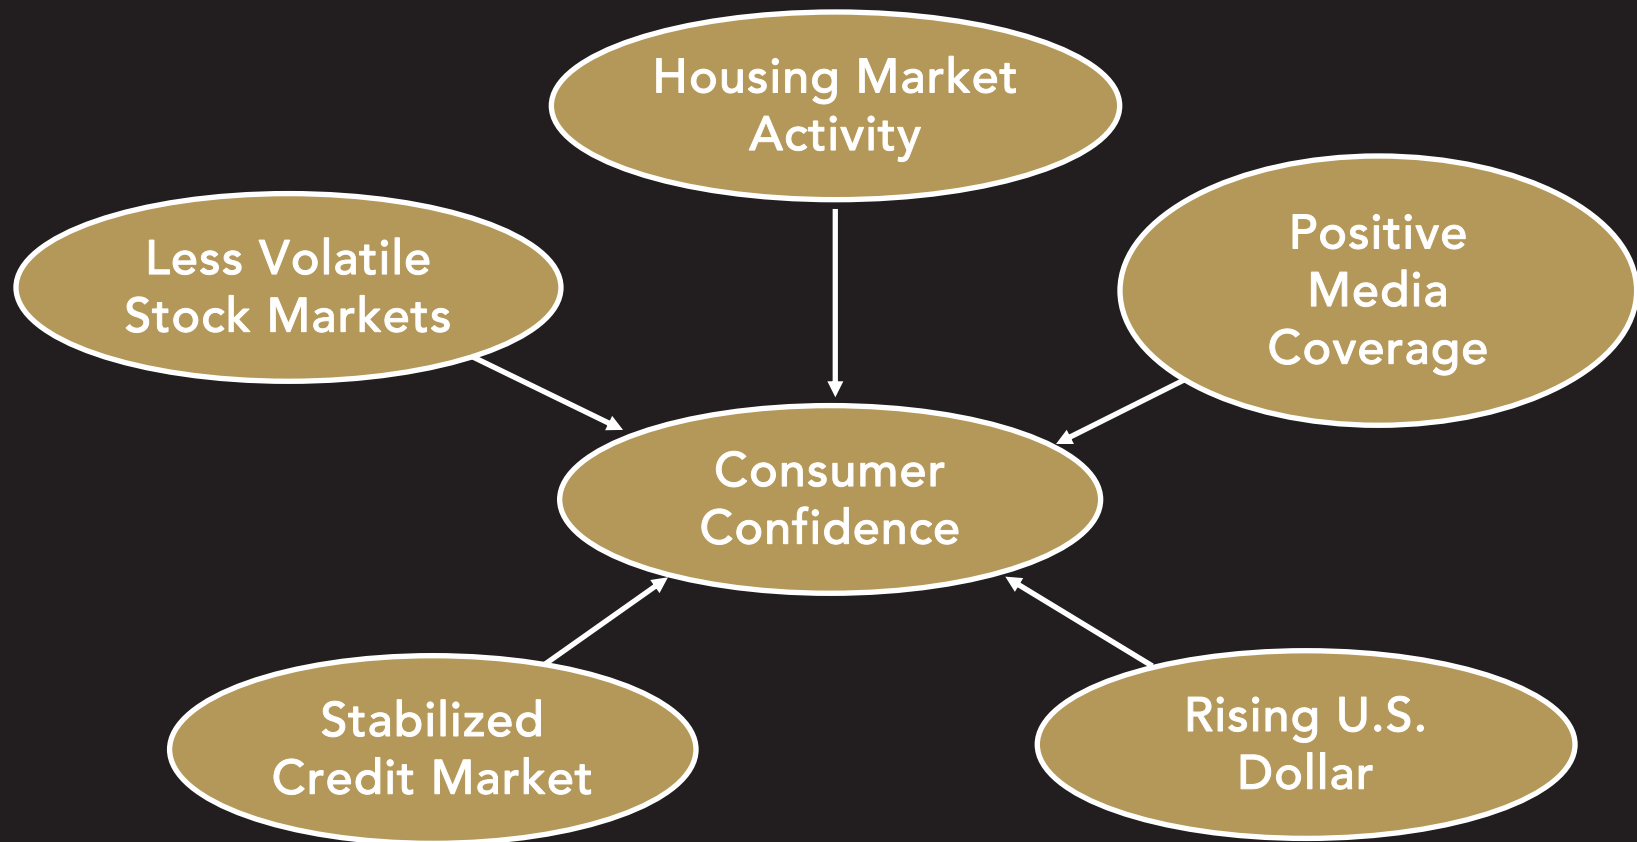 Housing Market
Activity
Less Volatile
Stock Markets
Positive
Media
Coverage
Consumer
Confidence
Stabilized
Credit Market
Rising U.S.
Dollar